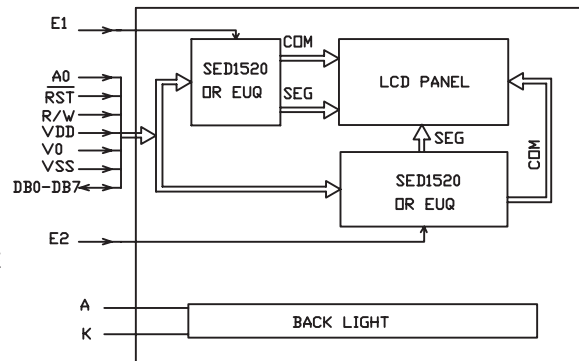 E1
A0
RST
R/W
VDD
V0
VSS
DB0-DB7
E2
A
K
SED1520
OR EUQ
COM
SEG
LCD PANEL
SEG
COM
SED1520
OR EUQ
BACK LIGHT